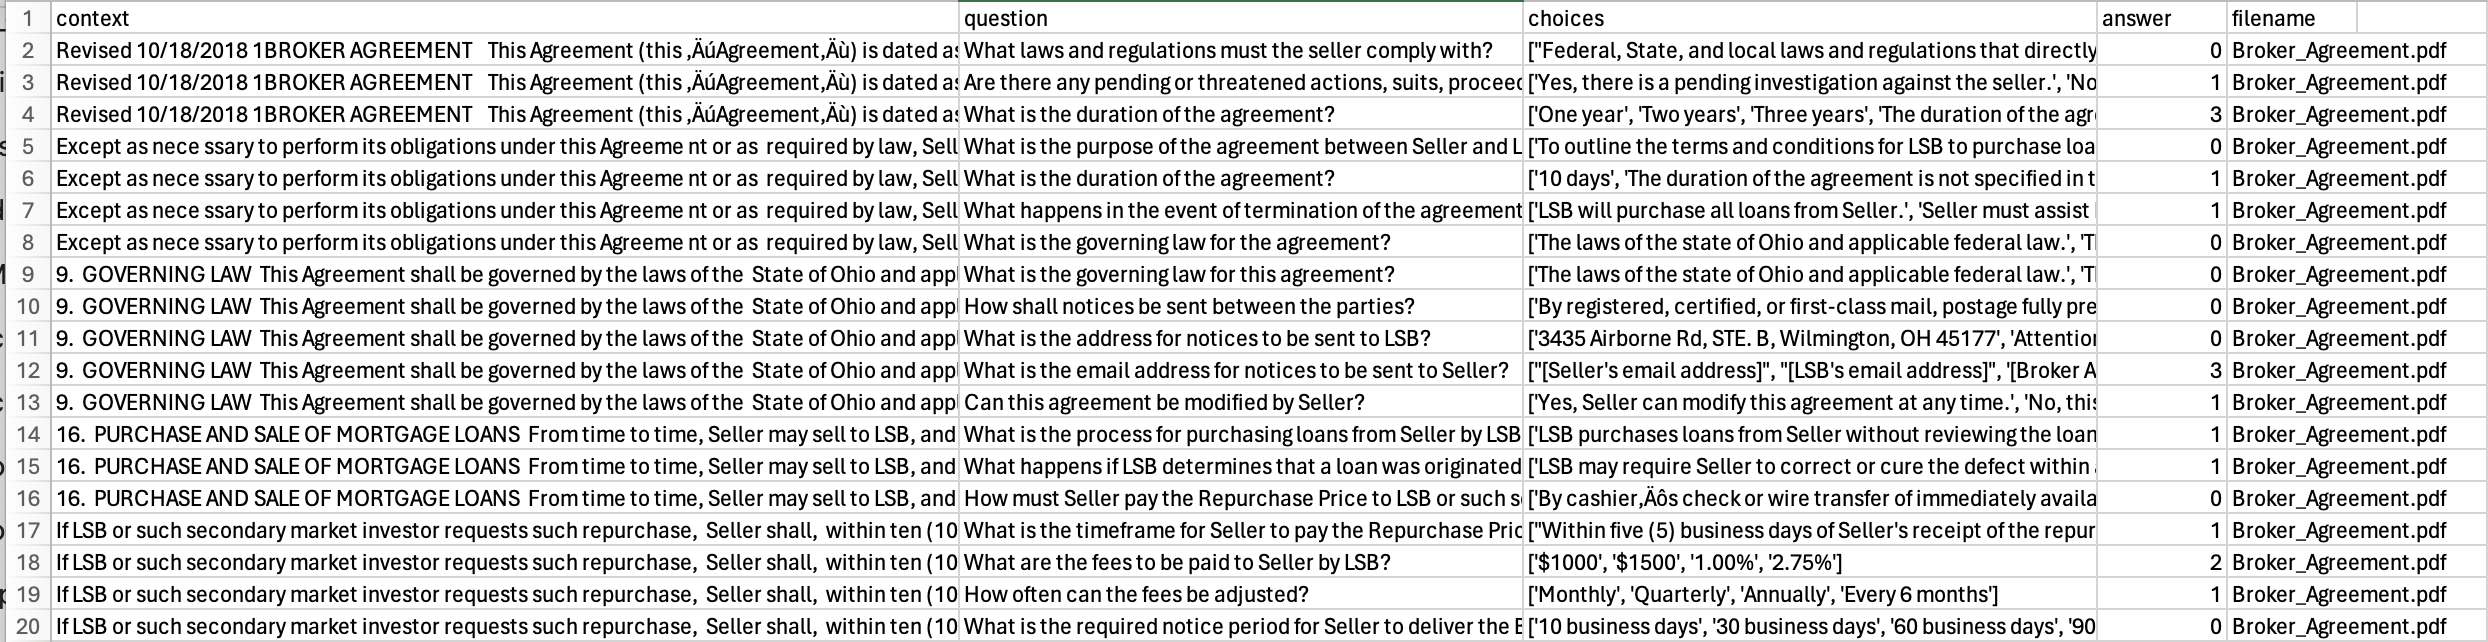 1 context question choices answer filename
2 Revised 10/18/2018 1BROKER AGREEMENT This Agreement (this ‚ÄúAgreement‚Äù) is dated as What laws and regulations must the seller comply with? ["Federal, State, and local laws and regulations that directly 0 Broker_Agreement.pdf
3 Revised 10/18/2018 1BROKER AGREEMENT This Agreement (this ‚ÄúAgreement‚Äù) is dated as Are there any pending or threatened actions, suits, proceed ['Yes, there is a pending investigation against the seller.', 'No 1 Broker_Agreement.pdf
4 Revised 10/18/2018 1BROKER AGREEMENT This Agreement (this ‚ÄúAgreement‚Äù) is dated as What is the duration of the agreement? ['One year', 'Two years', 'Three years', 'The duration of the agr 3 Broker_Agreement.pdf
5 Except as nece ssary to perform its obligations under this Agreeme nt or as required by law, Sell What is the purpose of the agreement between Seller and L ['To outline the terms and conditions for LSB to purchase loa 0 Broker_Agreement.pdf
6 Except as nece ssary to perform its obligations under this Agreeme nt or as required by law, Sell What is the duration of the agreement? ['10 days', 'The duration of the agreement is not specified in t 1 Broker_Agreement.pdf
7 Except as nece ssary to perform its obligations under this Agreeme nt or as required by law, Sell What happens in the event of termination of the agreement ['LSB will purchase all loans from Seller.', 'Seller must assist 1 Broker_Agreement.pdf
8 Except as nece ssary to perform its obligations under this Agreeme nt or as required by law, Sell What is the governing law for the agreement? ['The laws of the state of Ohio and applicable federal law.', 'T 0 Broker_Agreement.pdf
9 9. GOVERNING LAW This Agreement shall be governed by the laws of the State of Ohio and appl What is the governing law for this agreement? ['The laws of the state of Ohio and applicable federal law.', 'T 0 Broker_Agreement.pdf
10 9. GOVERNING LAW This Agreement shall be governed by the laws of the State of Ohio and appl How shall notices be sent between the parties? ['By registered, certified, or first-class mail, postage fully pre 0 Broker_Agreement.pdf
11 9. GOVERNING LAW This Agreement shall be governed by the laws of the State of Ohio and appl What is the address for notices to be sent to LSB? ['3435 Airborne Rd, STE. B, Wilmington, OH 45177', 'Attention 0 Broker_Agreement.pdf
12 9. GOVERNING LAW This Agreement shall be governed by the laws of the State of Ohio and appl What is the email address for notices to be sent to Seller? ["[Seller's email address]", "[LSB's email address]", '[Broker A 3 Broker_Agreement.pdf
13 9. GOVERNING LAW This Agreement shall be governed by the laws of the State of Ohio and appl Can this agreement be modified by Seller? ['Yes, Seller can modify this agreement at any time.', 'No, this 1 Broker_Agreement.pdf
14 16. PURCHASE AND SALE OF MORTGAGE LOANS From time to time, Seller may sell to LSB, and What is the process for purchasing loans from Seller by LSB ['LSB purchases loans from Seller without reviewing the loan 1 Broker_Agreement.pdf
15 16. PURCHASE AND SALE OF MORTGAGE LOANS From time to time, Seller may sell to LSB, and What happens if LSB determines that a loan was originated ['LSB may require Seller to correct or cure the defect within 1 Broker_Agreement.pdf
16 16. PURCHASE AND SALE OF MORTGAGE LOANS From time to time, Seller may sell to LSB, and How must Seller pay the Repurchase Price to LSB or such s ['By cashier‚Äôs check or wire transfer of immediately availa 0 Broker_Agreement.pdf
17 If LSB or such secondary market investor requests such repurchase, Seller shall, within ten (10 What is the timeframe for Seller to pay the Repurchase Pric ["Within five (5) business days of Seller's receipt of the repur 1 Broker_Agreement.pdf
18 If LSB or such secondary market investor requests such repurchase, Seller shall, within ten (10 What are the fees to be paid to Seller by LSB? ['$1000', '$1500', '1.00%', '2.75%'] 2 Broker_Agreement.pdf
19 If LSB or such secondary market investor requests such repurchase, Seller shall, within ten (10 How often can the fees be adjusted? ['Monthly', 'Quarterly', 'Annually', 'Every 6 months'] 1 Broker_Agreement.pdf
20 If LSB or such secondary market investor requests such repurchase, Seller shall, within ten (10 What is the required notice period for Seller to deliver the ['10 business days', '30 business days', '60 business days', '90 0 Broker_Agreement.pdf